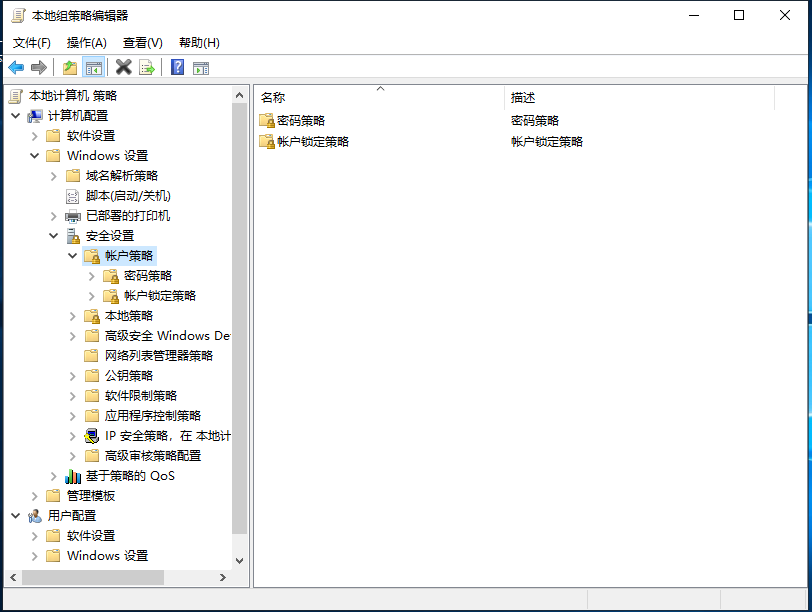 本地组策略编辑器
文件(F) 操作(A) 查看(V) 帮助(H)
本地计算机 策略
计算机配置
软件设置
Windows 设置
域名解析策略
脚本(启动/关机)
已部署的打印机
安全设置
帐户策略
密码策略
帐户锁定策略
本地策略
高级安全 Windows De
网络列表管理器策略
公钥策略
软件限制策略
应用程序控制策略
IP 安全策略，在 本地计
高级审核策略配置
基于策略的 QoS
管理模板
用户配置
软件设置
Windows 设置
名称 描述
密码策略 密码策略
帐户锁定策略 帐户锁定策略